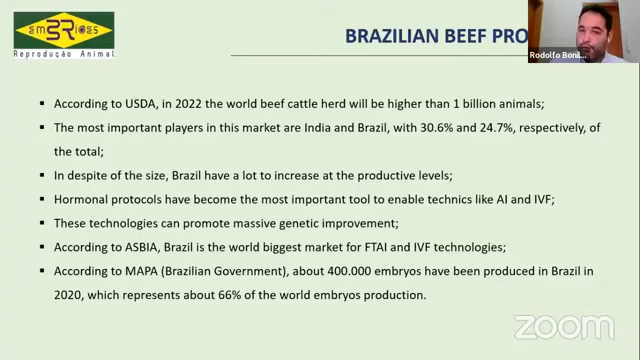 em BR iões
Reprodução Animal
BRAZILIAN BEEF PRO
Rodolfo Bonil...
▪ According to USDA, in 2022 the world beef cattle herd will be higher than 1 billion animals;
▪ The most important players in this market are India and Brazil, with 30.6% and 24.7%, respectively, of
the total;
▪ In despite of the size, Brazil have a lot to increase at the productive levels;
▪ Hormonal protocols have become the most important tool to enable technics like AI and IVF;
▪ These technologies can promote massive genetic improvement;
▪ According to ASBIA, Brazil is the world biggest market for FTAI and IVF technologies;
▪ According to MAPA (Brazilian Government), about 400.000 embryos have been produced in Brazil in
2020, which represents about 66% of the world embryos production.
zoom